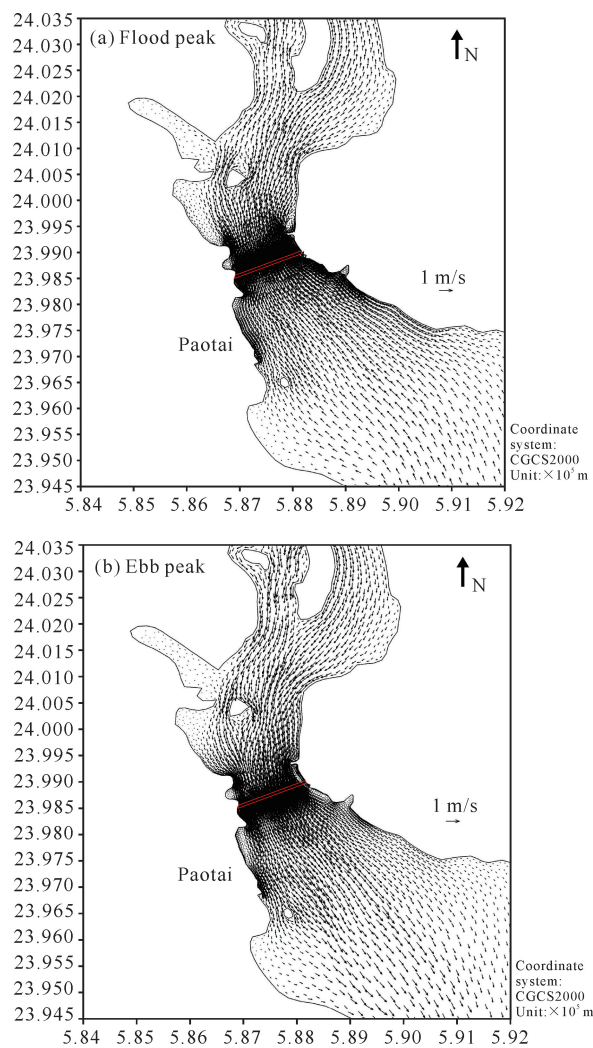 24.035
(a) Flood peak
24.030
N
24.025
24.020
24.015
24.010
24.005
24.000
23.995
23.990
23.985
1 m/s
23.980
23.975
Paotai
23.970
23.965
23.960
23.955
23.950
23.945
Coordinate
system:
CGCS2000
Unit:×10⁵ m
5.84 5.85 5.86 5.87 5.88 5.89 5.90 5.91 5.92
24.035
(b) Ebb peak
24.030
N
24.025
24.020
24.015
24.010
24.005
24.000
23.995
23.990
23.985
1 m/s
23.980
23.975
Paotai
23.970
23.965
23.960
23.955
23.950
23.945
Coordinate
system:
CGCS2000
Unit:×10⁵ m
5.84 5.85 5.86 5.87 5.88 5.89 5.90 5.91 5.92